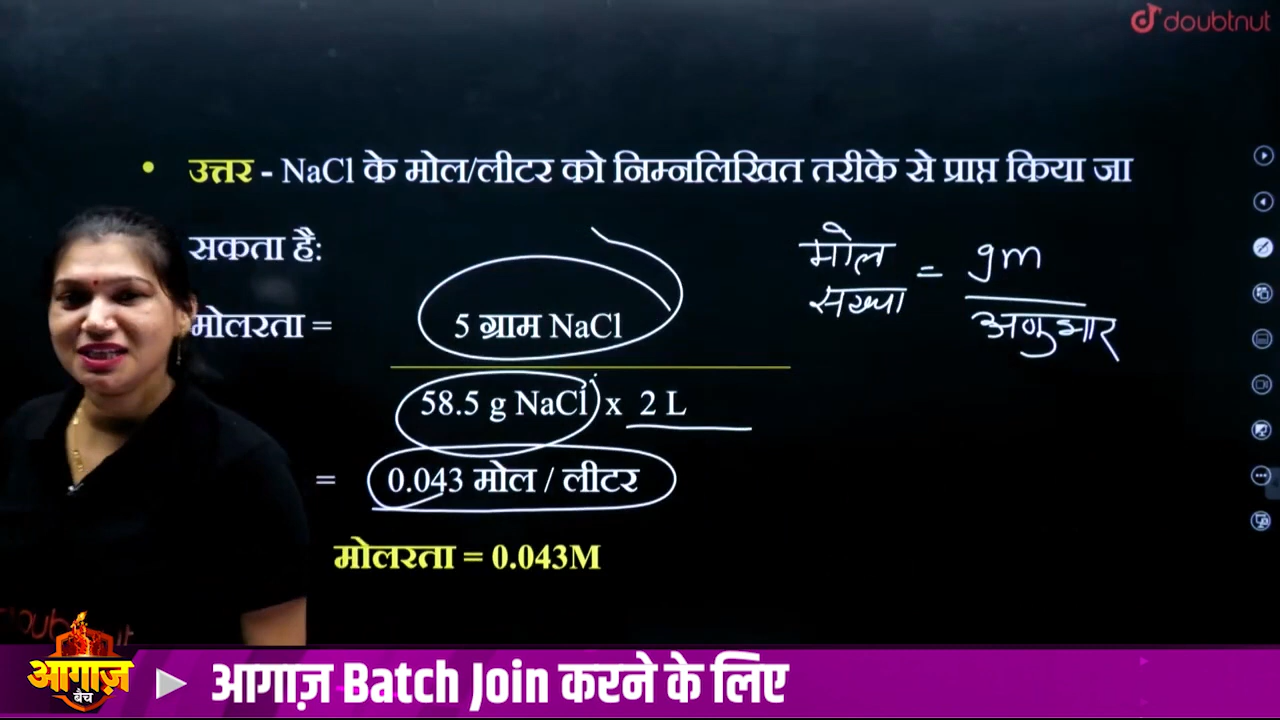 doubtnut
• उत्तर - NaCl के मोल/लीटर को निम्नलिखित तरीके से प्राप्त किया जा
सकता है:
मोलरता =
5 ग्राम NaCl
58.5 g NaCl x 2 L
= 0.043 मोल / लीटर
मोलरता = 0.043M
मोल
संख्या
= gm
अणुभार
आगाज़
बैच
आगाज़ Batch Join करने के लिए